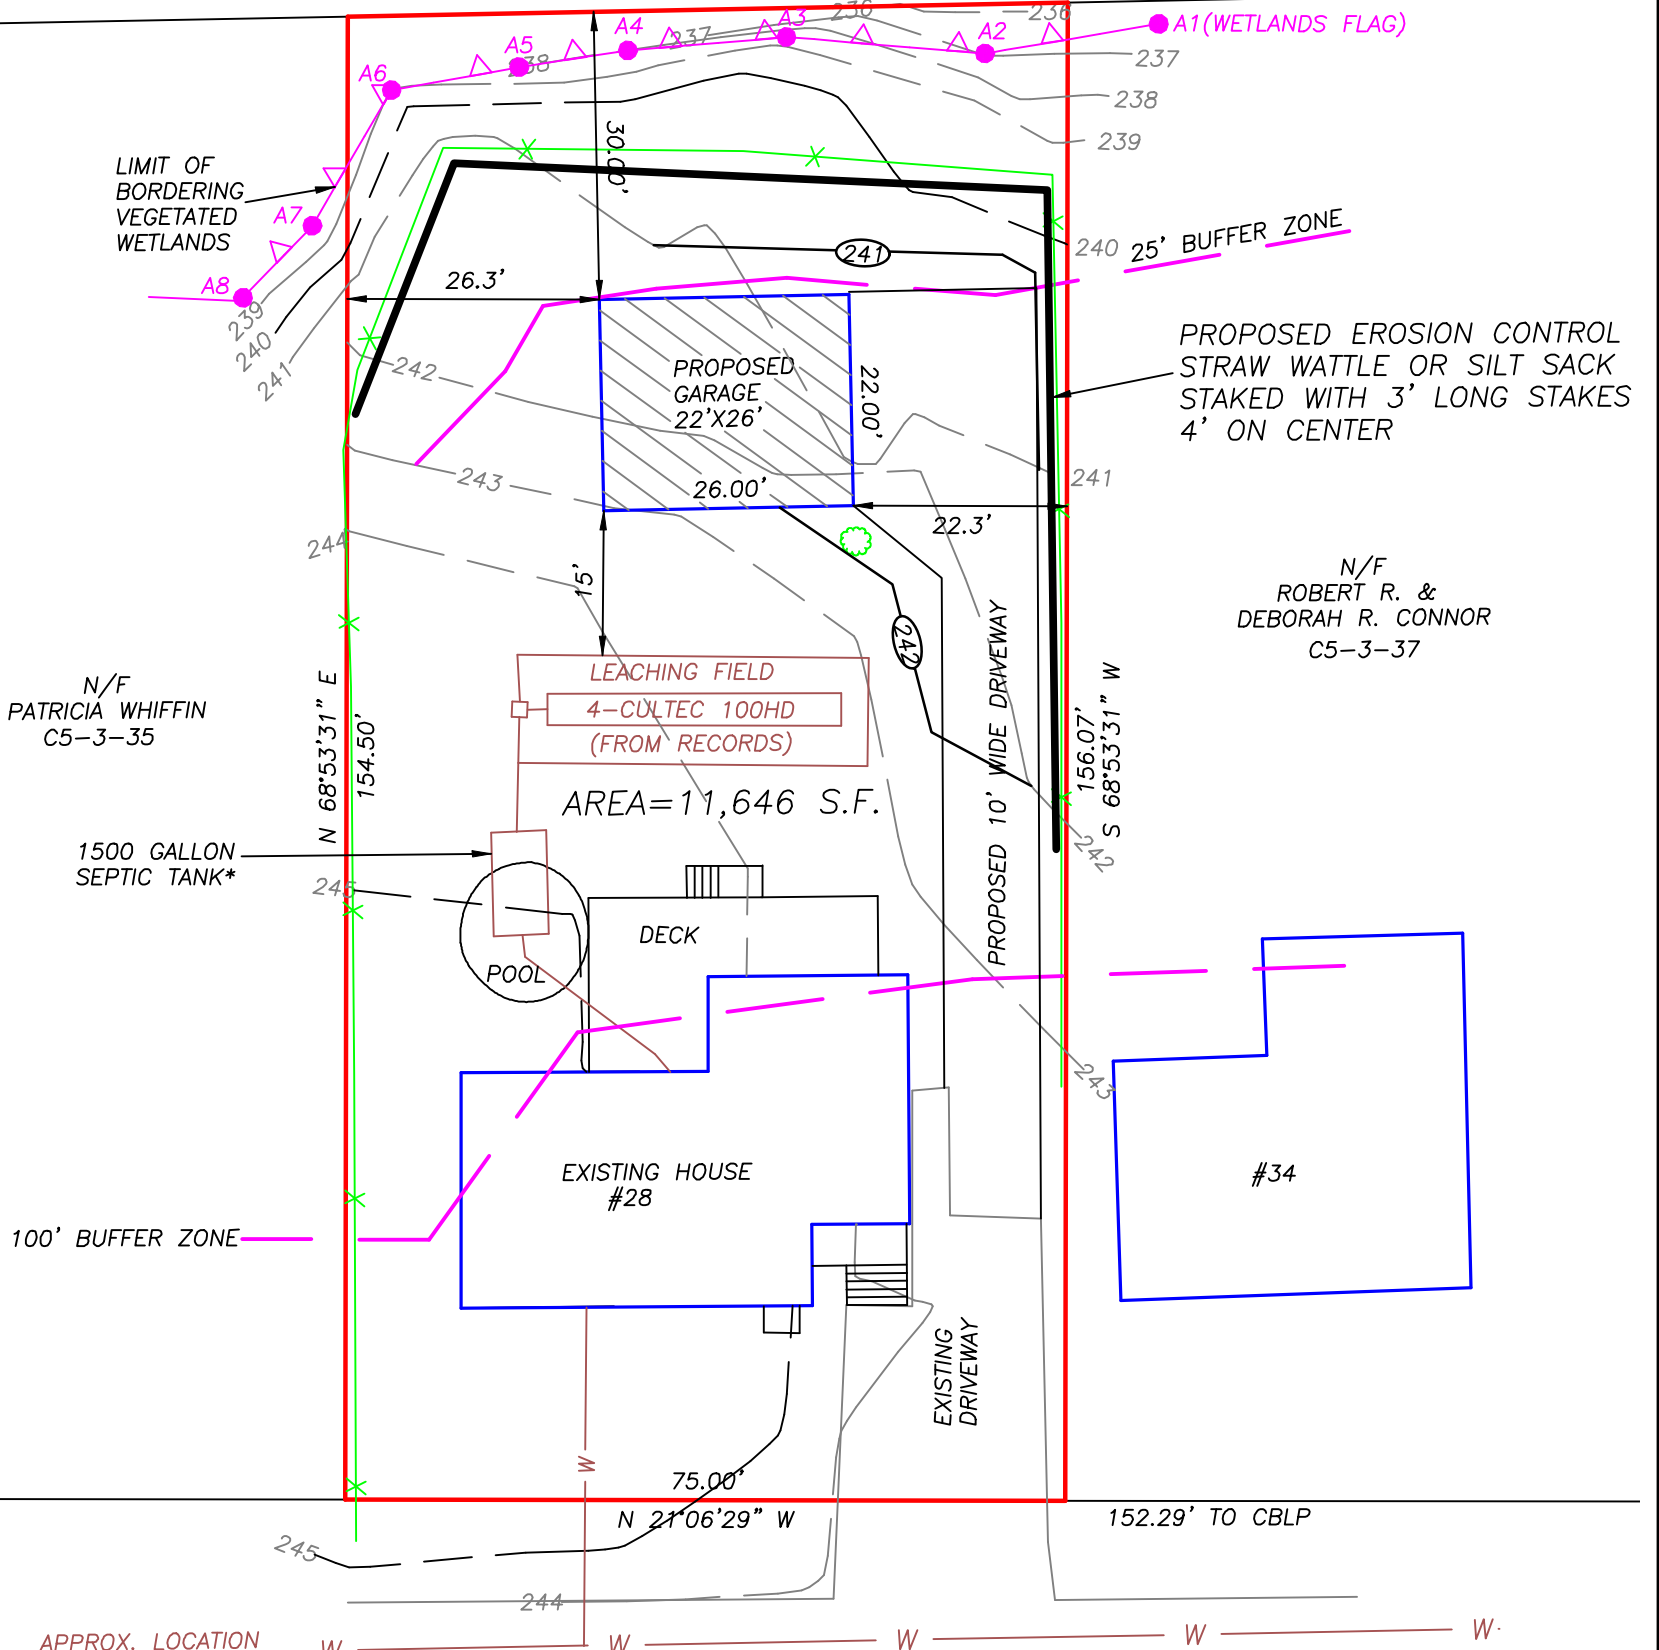 236
236
A1(WETLANDS FLAG)
A2
A3
A4
A5
A6
237
237
238
238
239
30.00'
LIMIT OF
BORDERING
VEGETATED
WETLANDS
A7
A8
239
240
241
26.3'
241
240
25' BUFFER ZONE
PROPOSED EROSION CONTROL
STRAW WATTLE OR SILT SACK
STAKED WITH 3' LONG STAKES
4' ON CENTER
242
PROPOSED
GARAGE
22'X26'
22.00'
26.00'
243
241
22.3'
244
15'
N/F
ROBERT R. &
DEBORAH R. CONNOR
C5-3-37
242
N/F
PATRICIA WHIFFIN
C5-3-35
N 68°53'31" E
154.50'
LEACHING FIELD
4-CULTEC 100HD
(FROM RECORDS)
PROPOSED 10' WIDE DRIVEWAY
156.07'
S 68°53'31" W
AREA=11,646 S.F.
1500 GALLON
SEPTIC TANK*
242
245
DECK
POOL
243
EXISTING HOUSE
#28
#34
100' BUFFER ZONE
EXISTING
DRIVEWAY
W
75.00'
N 21°06'29" W
152.29' TO CBLP
245
244
APPROX. LOCATION
W
W
W
W
W